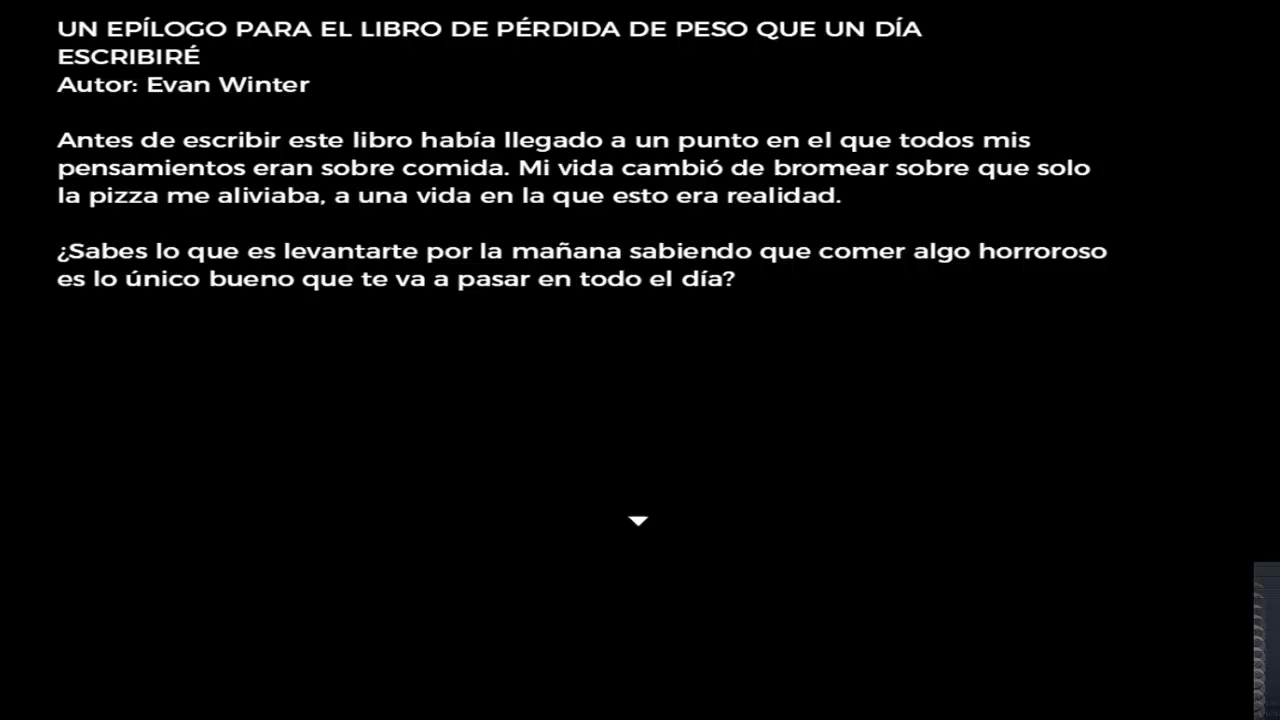 UN EPÍLOGO PARA EL LIBRO DE PÉRDIDA DE PESO QUE UN DÍA
ESCRIBIRÉ
Autor: Evan Winter
Antes de escribir este libro había llegado a un punto en el que todos mis
pensamientos eran sobre comida. Mi vida cambió de bromear sobre que solo
la pizza me aliviaba, a una vida en la que esto era realidad.
¿Sabes lo que es levantarte por la mañana sabiendo que comer algo horroroso
es lo único bueno que te va a pasar en todo el día?